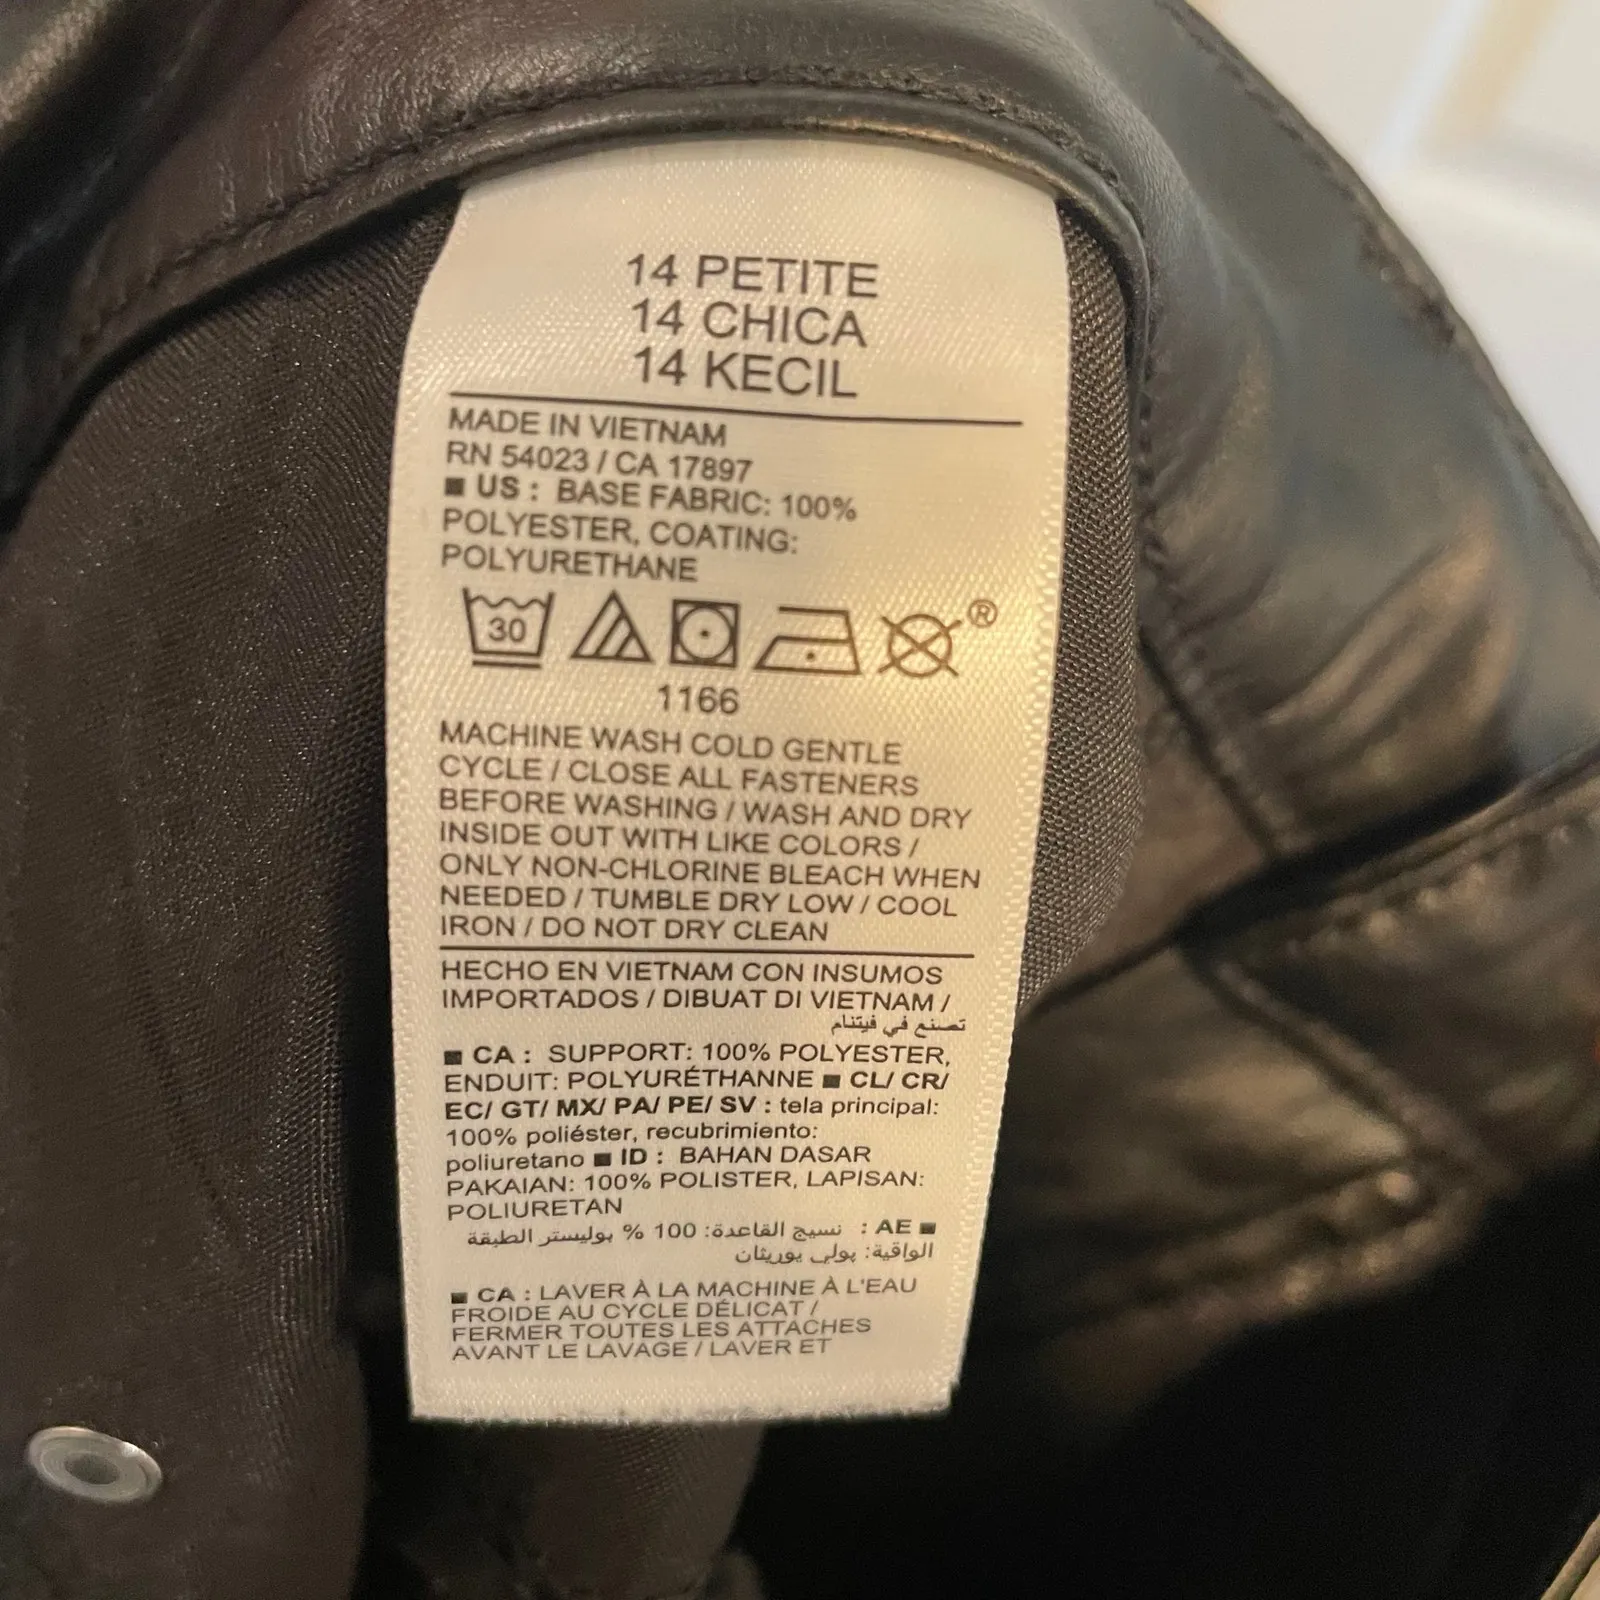 14 PETITE
14 CHICA
14 KECIL
MADE IN VIETNAM
RN 54023 / CA 17897
■ US : BASE FABRIC: 100%
POLYESTER, COATING:
POLYURETHANE
30
®
1166
MACHINE WASH COLD GENTLE
CYCLE / CLOSE ALL FASTENERS
BEFORE WASHING / WASH AND DRY
INSIDE OUT WITH LIKE COLORS /
ONLY NON-CHLORINE BLEACH WHEN
NEEDED / TUMBLE DRY LOW / COOL
IRON / DO NOT DRY CLEAN
HECHO EN VIETNAM CON INSUMOS
IMPORTADOS / DIBUAT DI VIETNAM /
تصنع في فيتنام
■ CA : SUPPORT: 100% POLYESTER,
ENDUIT: POLYURÉTHANNE ■ CL/ CR/
EC/ GT/ MX/ PA/ PE/ SV : tela principal:
100% poliéster, recubrimiento:
poliuretano ■ ID : BAHAN DASAR
PAKAIAN: 100% POLISTER, LAPISAN:
POLIURETAN
■ AE : نسيج القاعدة: 100 % بوليستر الطبقة
الواقية: بولي يوريثان
■ CA : LAVER À LA MACHINE À L'EAU
FROIDE AU CYCLE DÉLICAT /
FERMER TOUTES LES ATTACHES
AVANT LE LAVAGE / LAVER ET